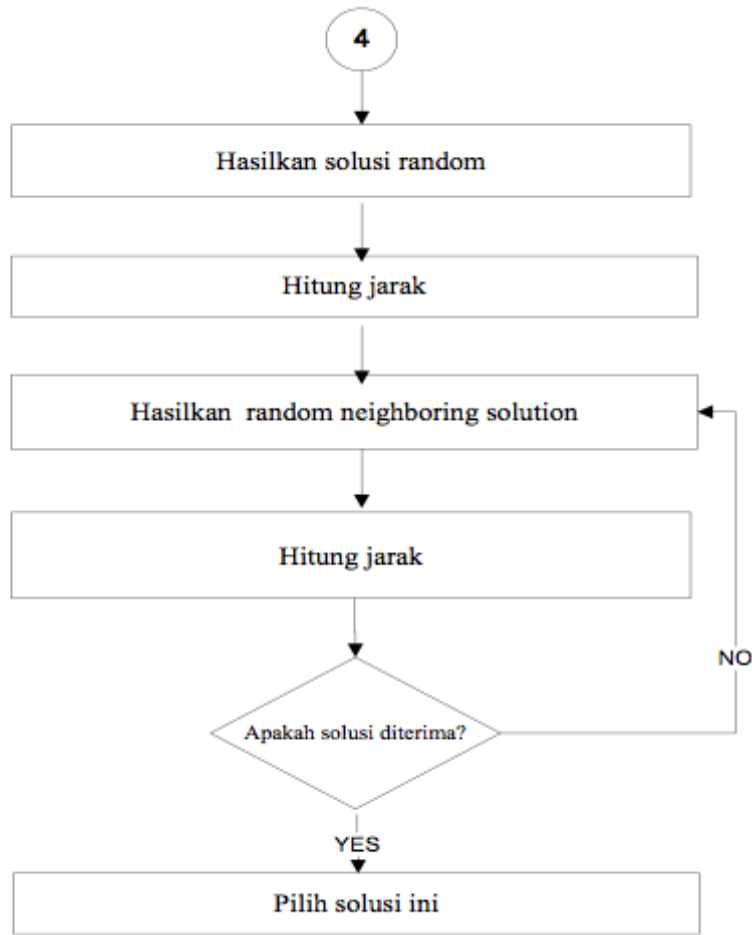 4
Hasilkan solusi random
Hitung jarak
Hasilkan random neighboring solution
Hitung jarak
NO
Apakah solusi diterima?
YES
Pilih solusi ini